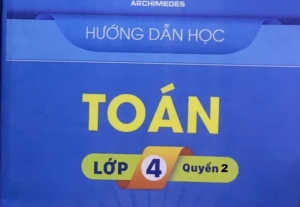 ARCHIMEDES
HƯỚNG DẪN HỌC
TOÁN
LỚP 4 Quyển 2